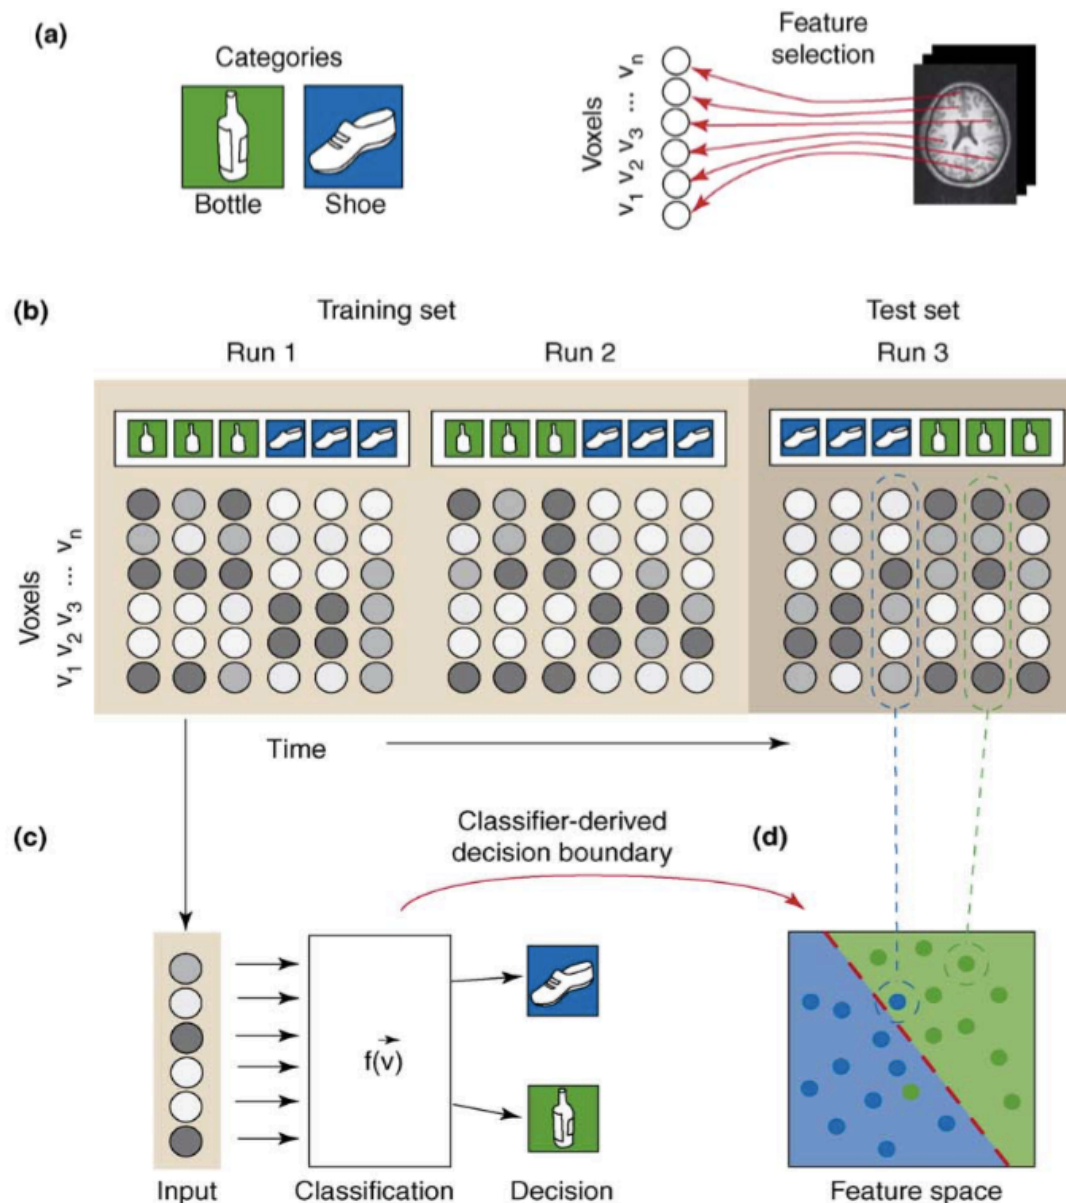 (a)
Categories
Bottle
Shoe
Feature
selection
Voxels
v1 v2 v3 ... vn
(b)
Training set
Test set
Run 1
Run 2
Run 3
Voxels
v1 v2 v3 ... vn
Time
(c)
Classifier-derived
decision boundary
(d)
f(v)
Input
Classification
Decision
Feature space